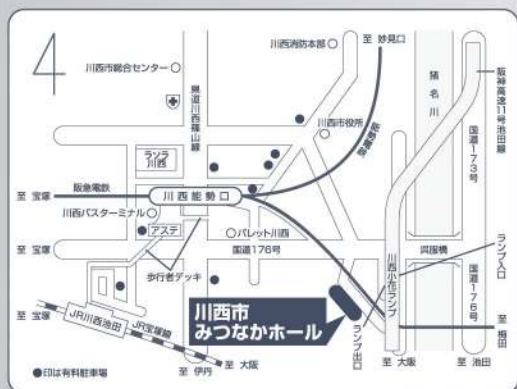 4
川西消防本部
至 妙見口
川西市総合センター
県道川西篠山線
猪名川
国道173号
阪神高速11号池田線
川西市役所
能勢電鉄
ランラン
川西
阪急電鉄
川西能勢口
至 宝塚
川西バスターミナル
アステ
パレット川西
国道176号
至 宝塚
呉服橋
ランプ入口
歩行者デッキ
川西小花ランプ
国道176号
川西市
みつなかホール
ランプ出口
至 梅田
至 宝塚
JR川西池田
JR宝塚線
至 大阪
至 伊丹
至 大阪
至 池田
●印は有料駐車場